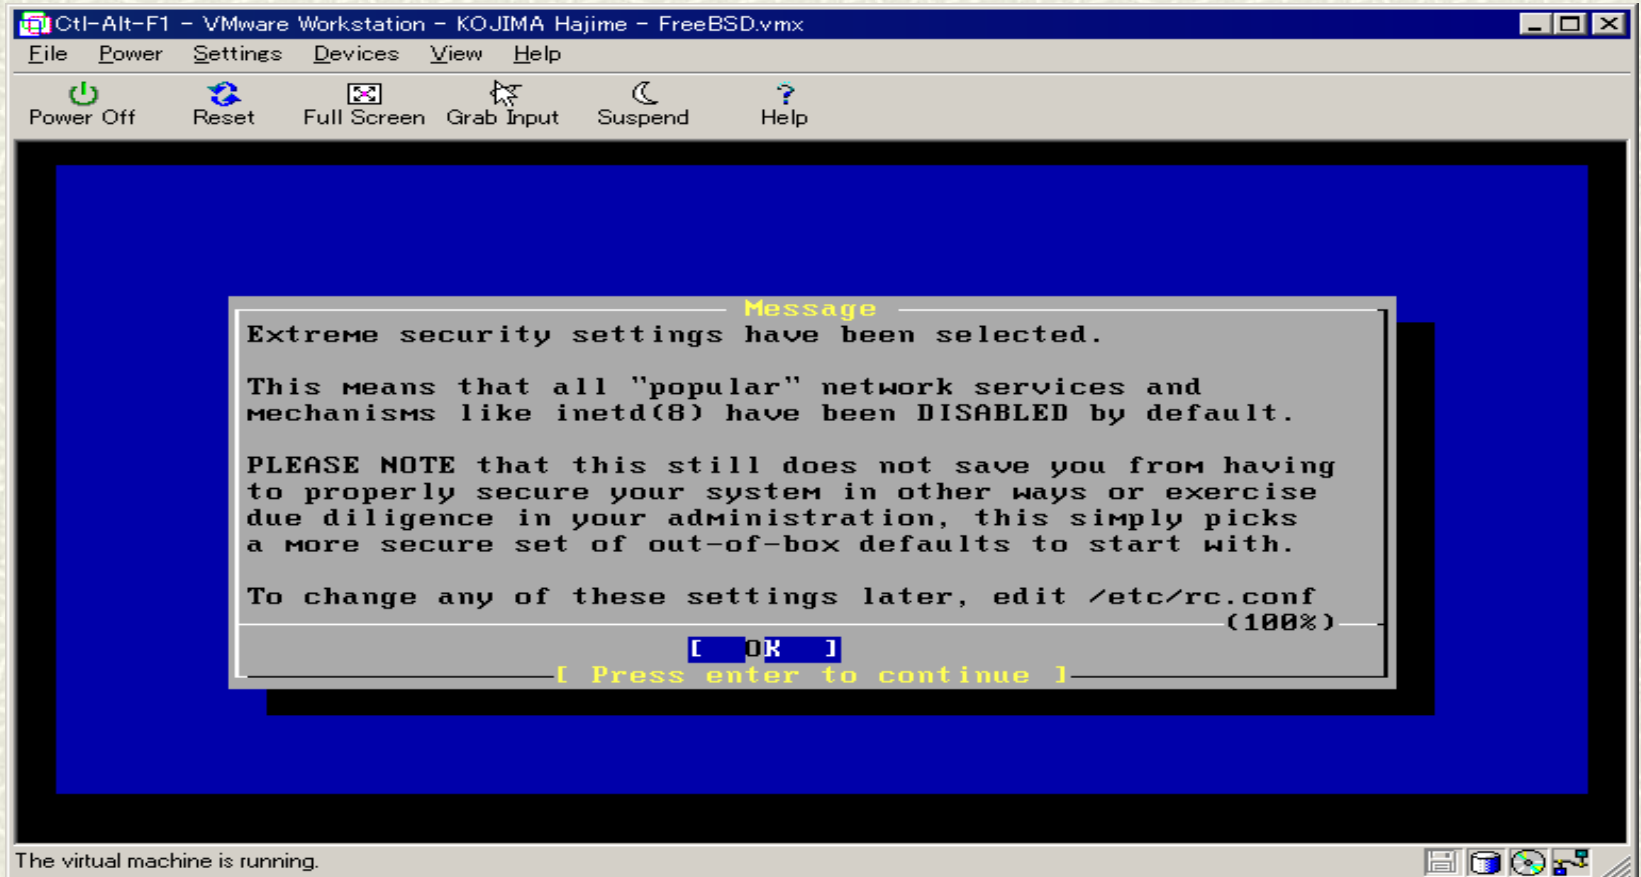 Ctl-Alt-F1 - VMware Workstation - KOJIMA Hajime - FreeBSD.vmx
File Power Settings Devices View Help
Power Off Reset Full Screen Grab Input Suspend Help
Message
Extreme security settings have been selected.
This means that all "popular" network services and
mechanisms like inetd(8) have been DISABLED by default.
PLEASE NOTE that this still does not save you from having
to properly secure your system in other ways or exercise
due diligence in your administration, this simply picks
a more secure set of out-of-box defaults to start with.
To change any of these settings later, edit /etc/rc.conf
(100%)
[ OK ]
[ Press enter to continue ]
The virtual machine is running.